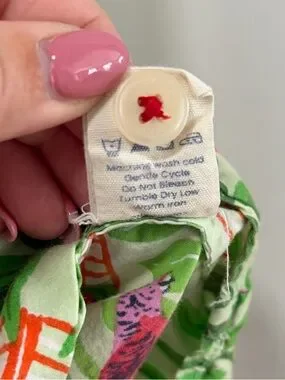 Machine wash cold
Gentle Cycle
Do Not Bleach
Tumble Dry Low
Warm Iron